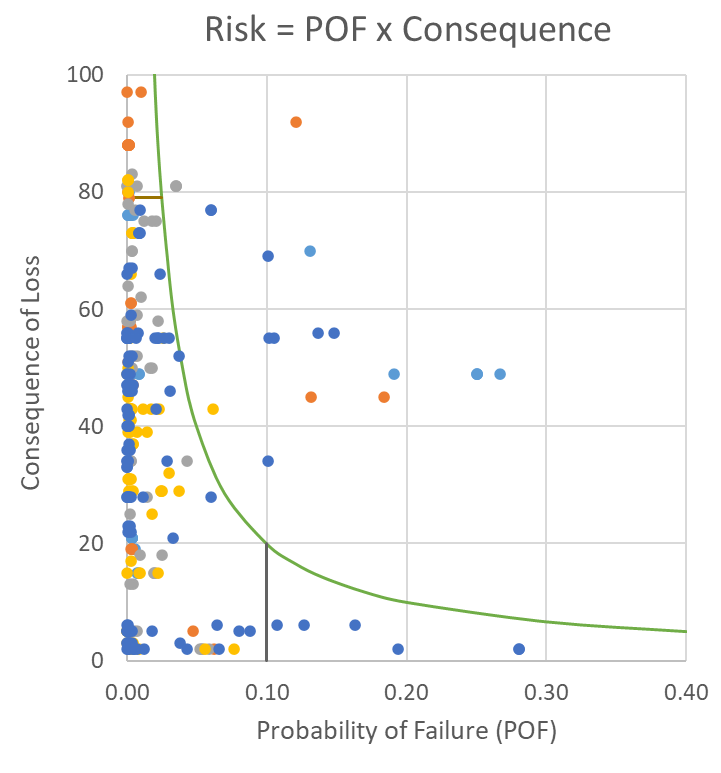 Risk = POF x Consequence
100
80
60
40
20
0
Consequence of Loss
0.00 0.10 0.20 0.30 0.40
Probability of Failure (POF)